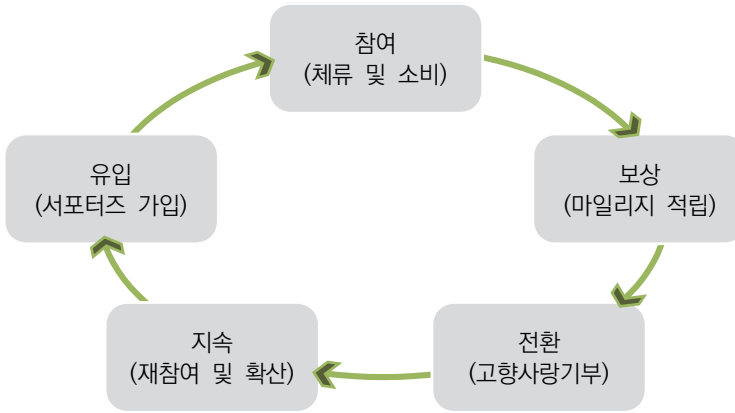 참여
(체류 및 소비)
유입
(서포터즈 가입)
보상
(마일리지 적립)
지속
(재참여 및 확산)
전환
(고향사랑기부)